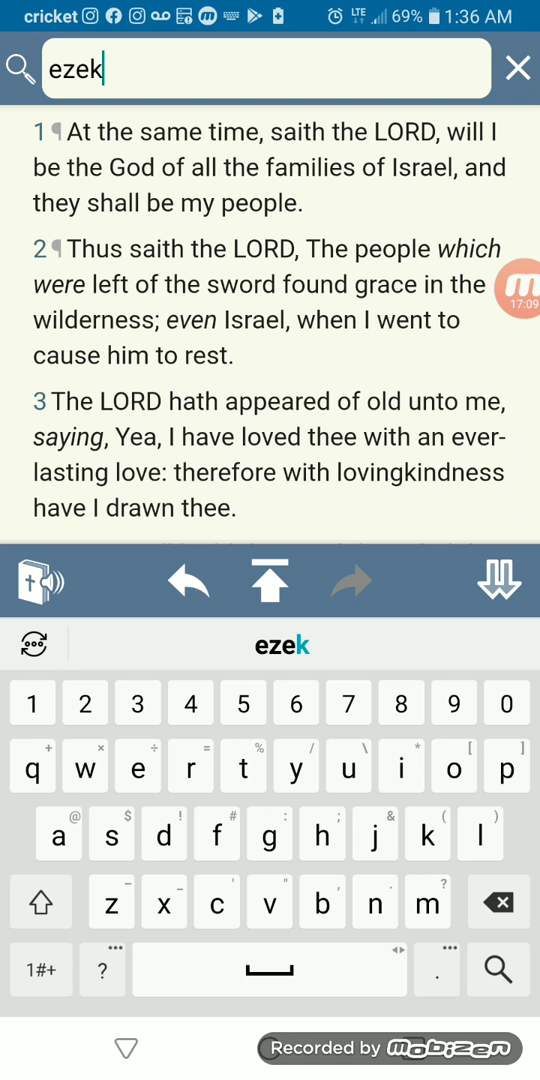 cricket 69% 1:36 AM
LTE
ezek
1 ¶ At the same time, saith the LORD, will I
be the God of all the families of Israel, and
they shall be my people.
2 ¶ Thus saith the LORD, The people which
were left of the sword found grace in the
wilderness; even Israel, when I went to
cause him to rest.
3 The LORD hath appeared of old unto me,
saying, Yea, I have loved thee with an ever-
lasting love: therefore with lovingkindness
have I drawn thee.
17:09
ezek
1 2 3 4 5 6 7 8 9 0
+ × ÷ = % / \ * [ ]
q w e r t y u i o p
@ $ ! # : ; & ( )
a s d f g h j k l
- _ ' " , . ?
z x c v b n m
1#+ ? .
Recorded by mobizen